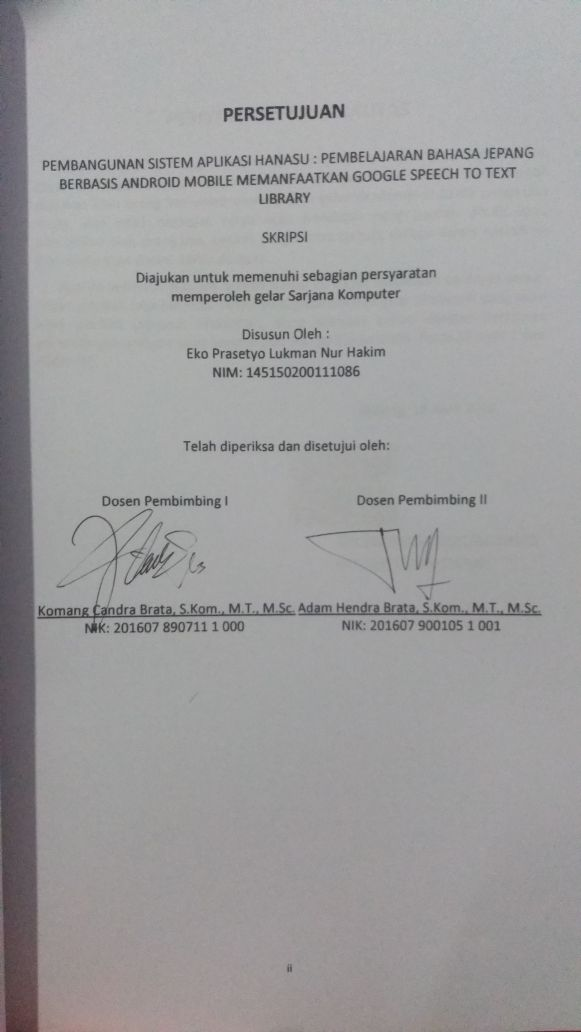 PERSETUJUAN
PEMBANGUNAN SISTEM APLIKASI HANASU : PEMBELAJARAN BAHASA JEPANG
BERBASIS ANDROID MOBILE MEMANFAATKAN GOOGLE SPEECH TO TEXT
LIBRARY
SKRIPSI
Diajukan untuk memenuhi sebagian persyaratan
memperoleh gelar Sarjana Komputer
Disusun Oleh :
Eko Prasetyo Lukman Nur Hakim
NIM: 145150200111086
Telah diperiksa dan disetujui oleh:
Dosen Pembimbing I Dosen Pembimbing II
Komang Candra Brata, S.Kom., M.T., M.Sc. Adam Hendra Brata, S.Kom., M.T., M.Sc.
NIK: 201607 890711 1 000 NIK: 201607 900105 1 001
ii